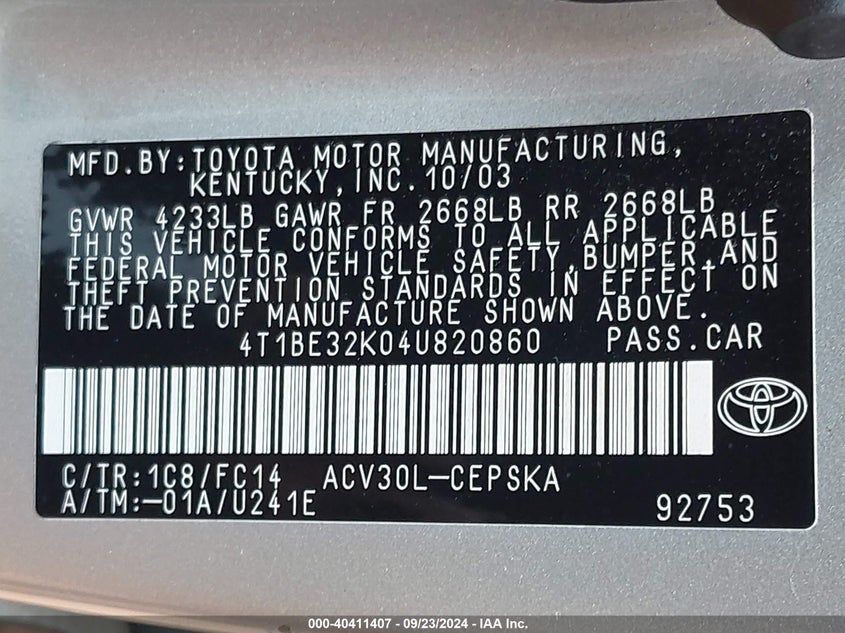 MFD.BY:TOYOTA MOTOR MANUFACTURING,
KENTUCKY,INC.10/03
GVWR 4233LB GAWR FR 2668LB RR 2668LB
THIS VEHICLE CONFORMS TO ALL APPLICABLE
FEDERAL MOTOR VEHICLE SAFETY,BUMPER,AND
THEFT PREVENTION STANDARDS IN EFFECT ON
THE DATE OF MANUFACTURE SHOWN ABOVE.
4T1BE32K04U820860 PASS.CAR
C/TR:1C8/FC14 ACV30L-CEPSKA
A/TM:-01A/U241E 92753
000-40411407 - 09/23/2024 - IAA Inc.